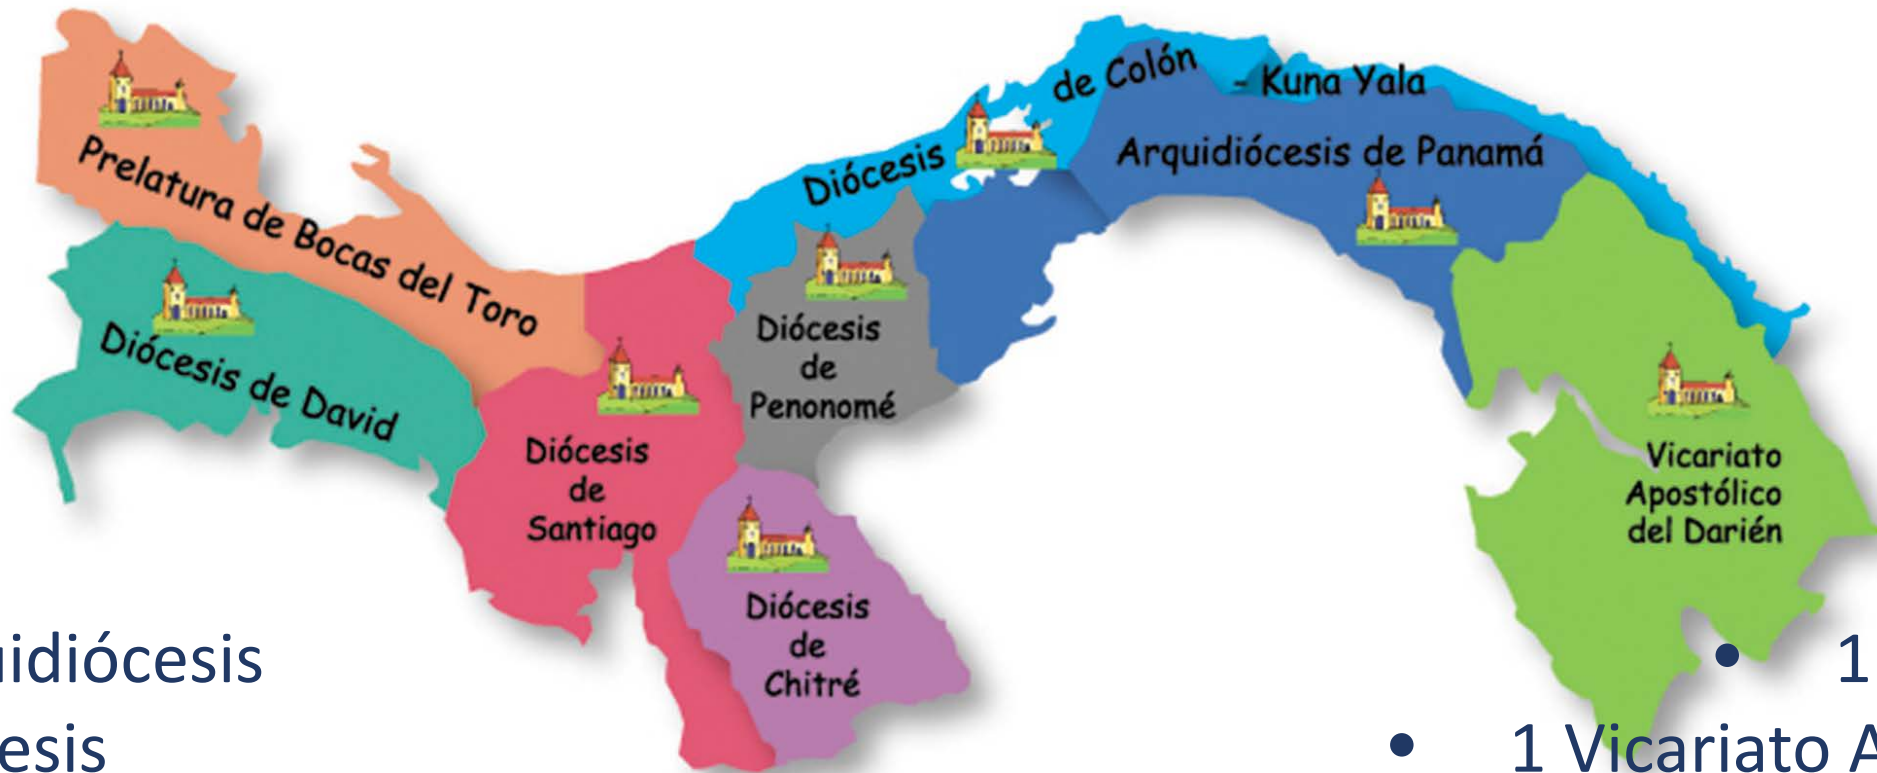 Prelatura de Bocas del Toro
Diócesis de David
Diócesis
de
Santiago
Diócesis
de
Chitré
Diócesis
de
Penonomé
Diócesis de Colón - Kuna Yala
Arquidiócesis de Panamá
Vicariato
Apostólico
del Darién
uidiócesis
esis
• 1
• 1 Vicariato A